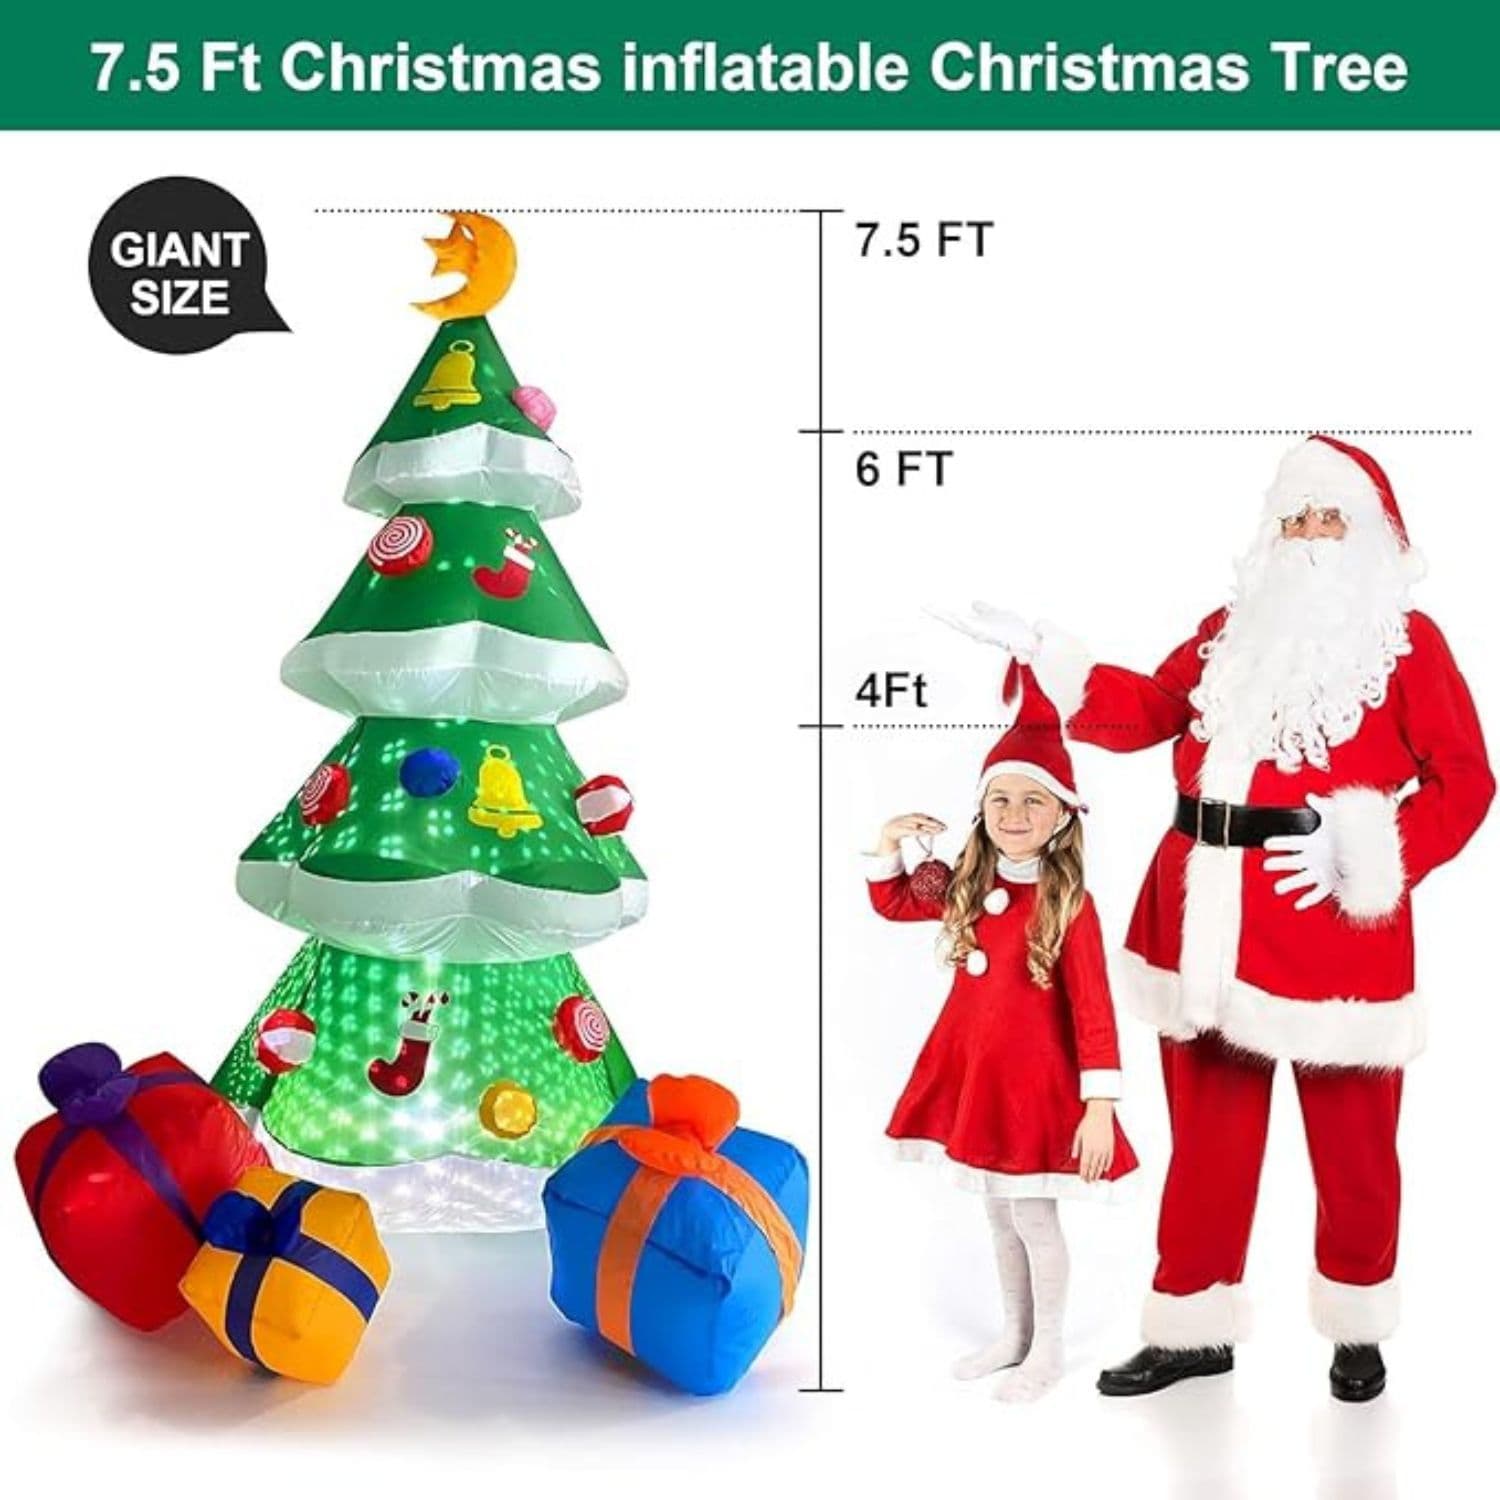 7.5 Ft Christmas inflatable Christmas Tree
GIANT
SIZE
7.5 FT
6 FT
4Ft